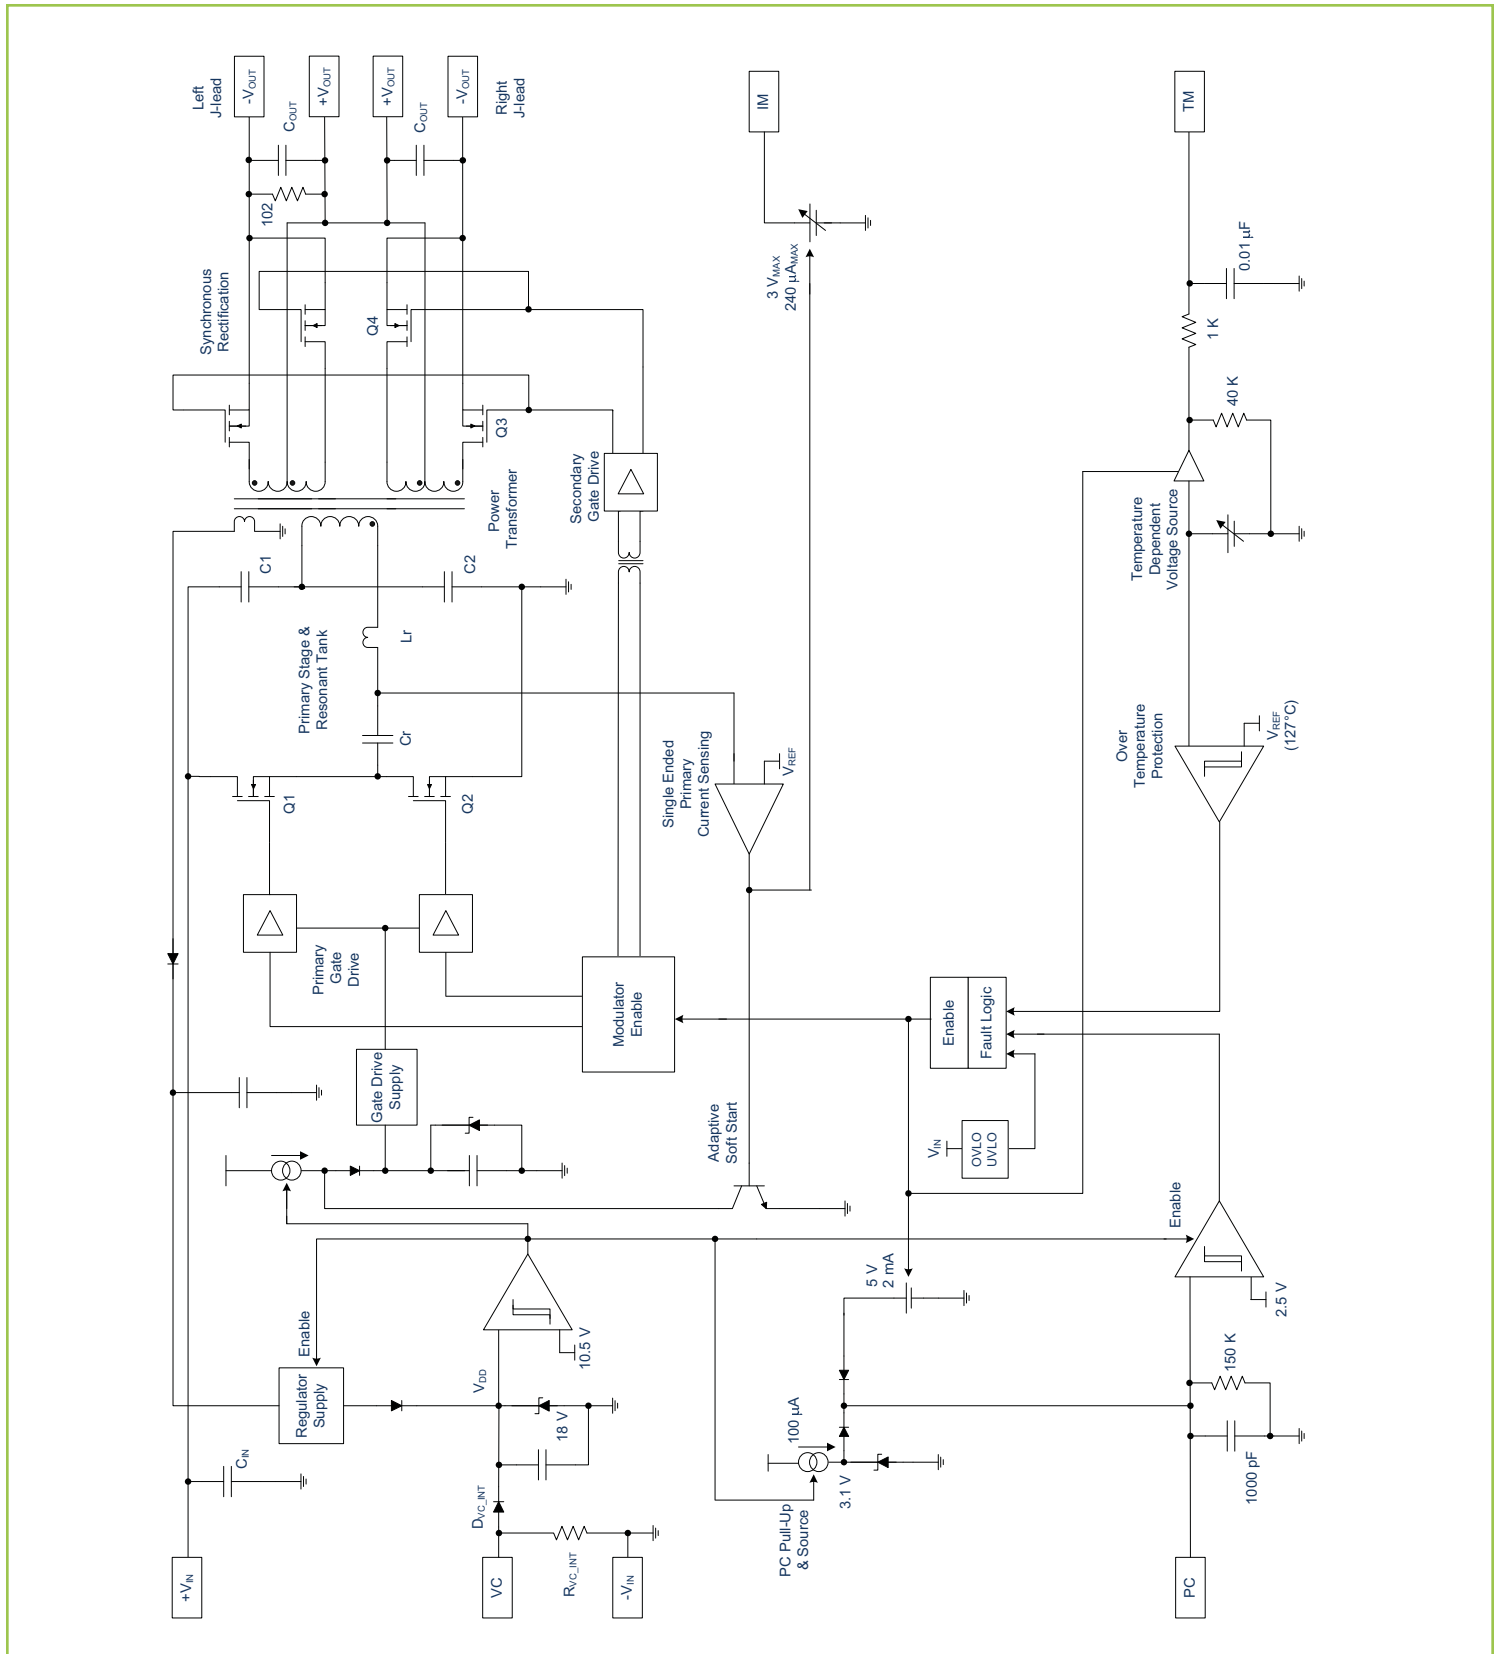 Left
J-lead
-VOUT
COUT
+VOUT
+VOUT
COUT
-VOUT
Right
J-lead
102
Synchronous
Rectification
Q4
Q3
Power
Transformer
Secondary
Gate Drive
C1
C2
Primary Stage &
Resonant Tank
Lr
Cr
Q1
Q2
Primary
Gate
Drive
Gate Drive
Supply
Modulator
Enable
Single Ended
Primary
Current Sensing
VREF
IM
3 VMAX
240 µAMAX
TM
0.01 µF
1 K
40 K
Temperature
Dependent
Voltage Source
Over
Temperature
Protection
VREF
(127°C)
Enable
Fault Logic
VIN
OVLO
UVLO
Adaptive
Soft Start
Enable
2.5 V
5 V
2 mA
Enable
Regulator
Supply
VDD
10.5 V
18 V
CIN
DVC_INT
RVC_INT
+VIN
VC
-VIN
100 µA
3.1 V
PC Pull-Up
& Source
150 K
1000 pF
PC